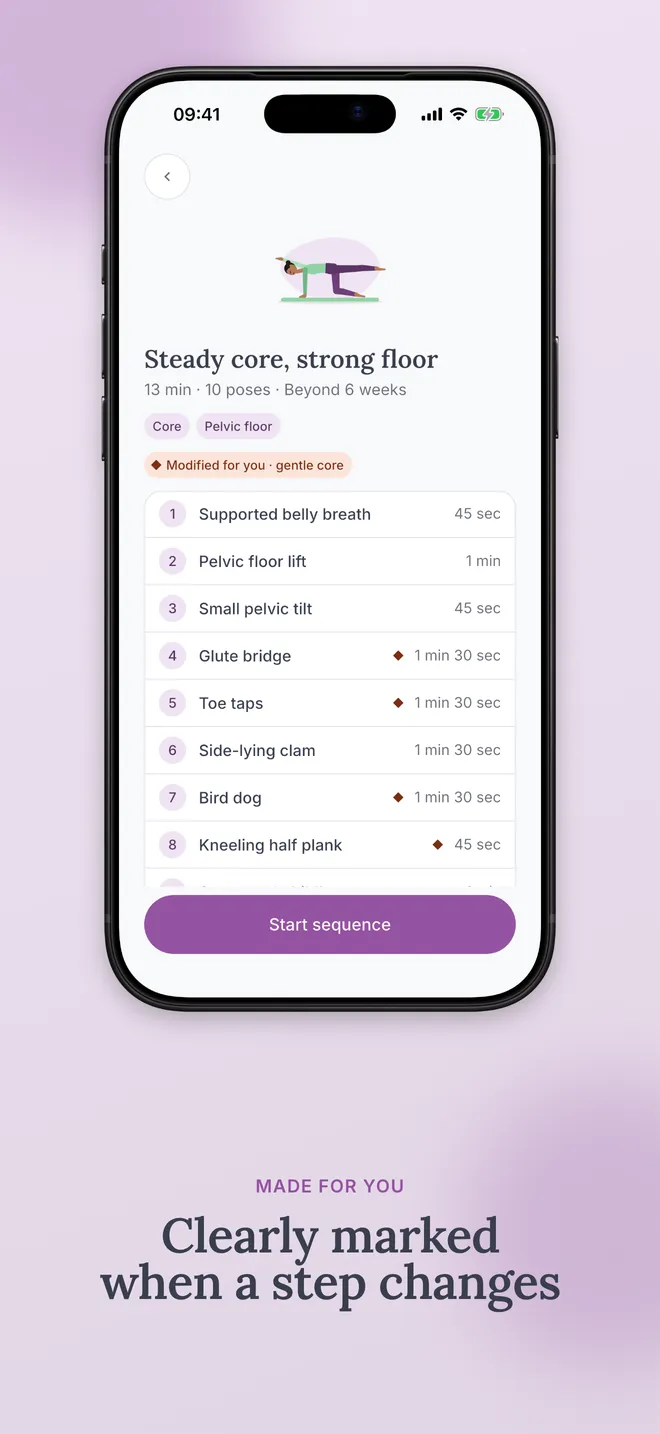 09:41
Steady core, strong floor
13 min · 10 poses · Beyond 6 weeks
Core Pelvic floor
◆ Modified for you · gentle core
1 Supported belly breath 45 sec
2 Pelvic floor lift 1 min
3 Small pelvic tilt 45 sec
4 Glute bridge ◆ 1 min 30 sec
5 Toe taps ◆ 1 min 30 sec
6 Side-lying clam 1 min 30 sec
7 Bird dog ◆ 1 min 30 sec
8 Kneeling half plank ◆ 45 sec
Start sequence
MADE FOR YOU
Clearly marked
when a step changes